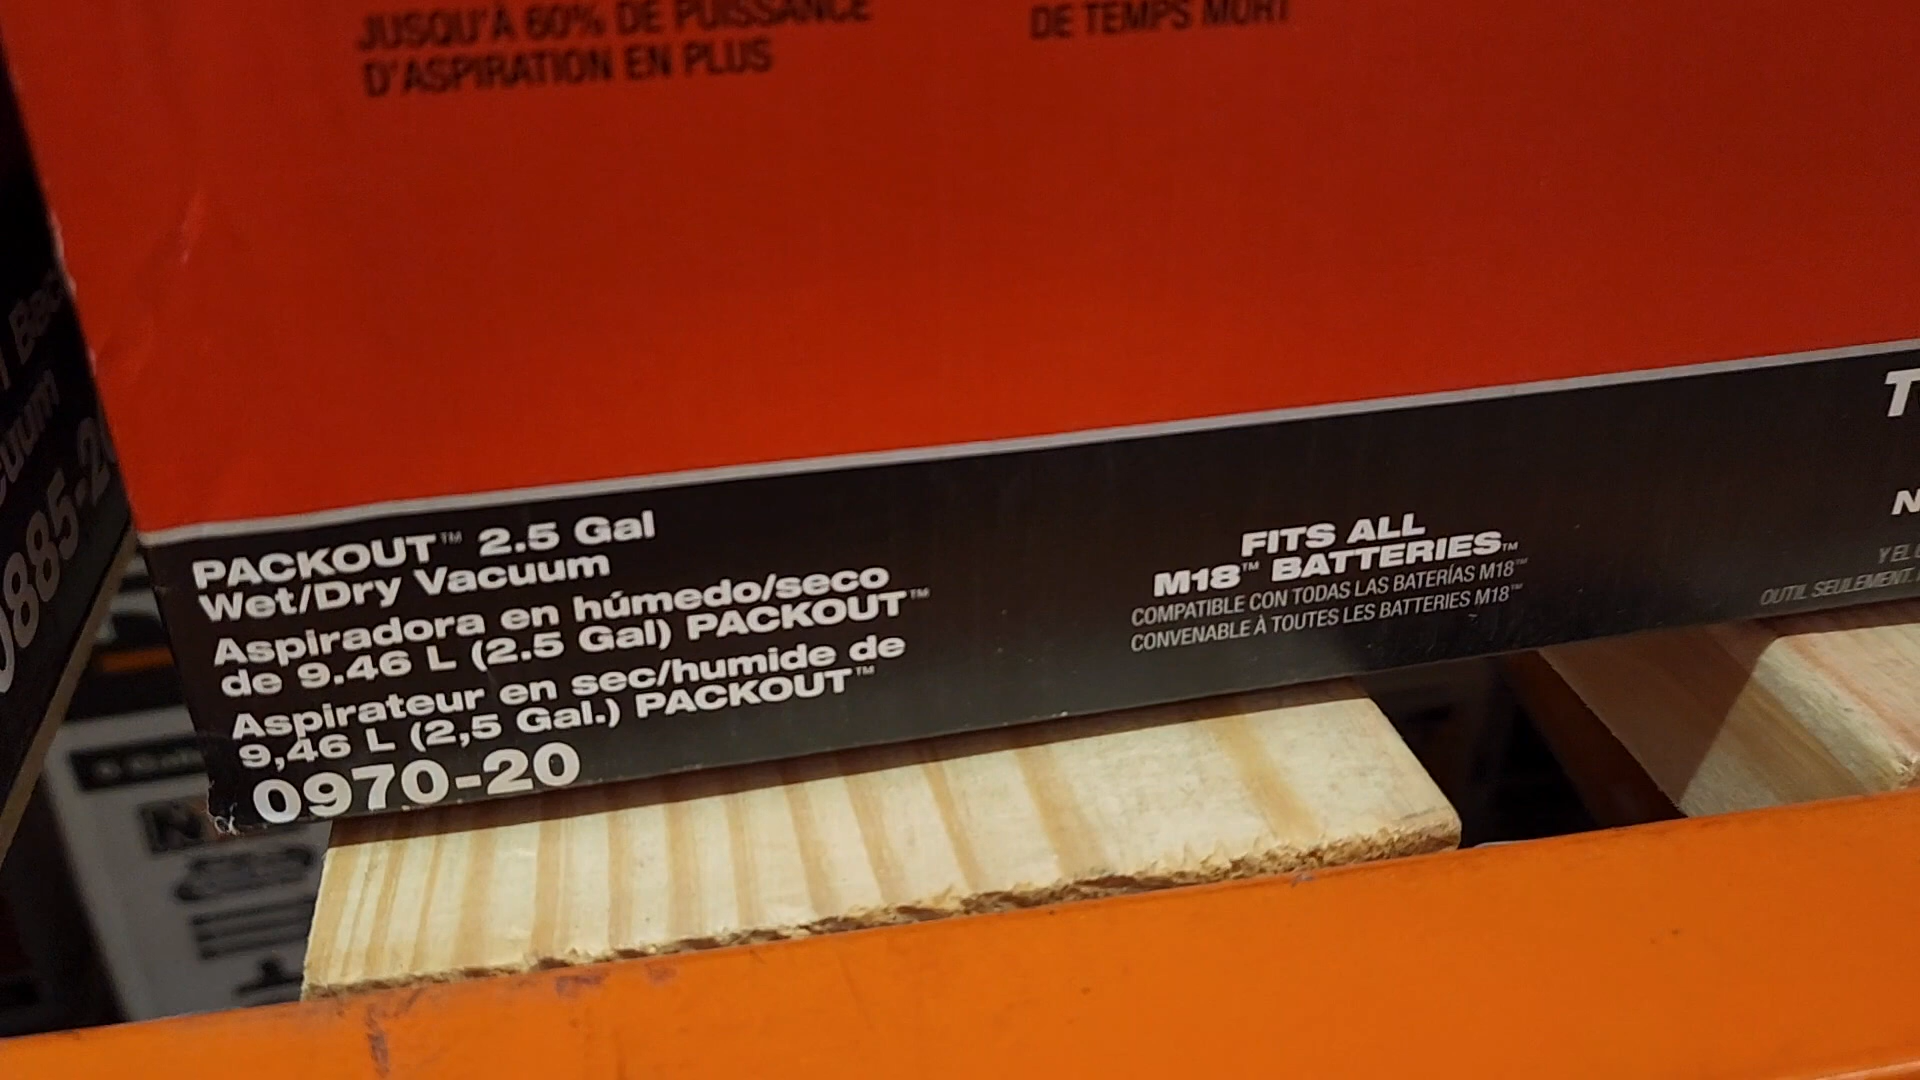 JUSQU'À 60% DE PUISSANCE
D'ASPIRATION EN PLUS
DE TEMPS MORT
PACKOUT™ 2.5 Gal
Wet/Dry Vacuum
Aspiradora en húmedo/seco
de 9.46 L (2.5 Gal) PACKOUT™
Aspirateur en sec/humide de
9,46 L (2,5 Gal.) PACKOUT™
0970-20
FITS ALL
M18™ BATTERIES™
COMPATIBLE CON TODAS LAS BATERÍAS M18™
CONVENABLE À TOUTES LES BATTERIES M18™
OUTIL SEULEMENT.
0885-20